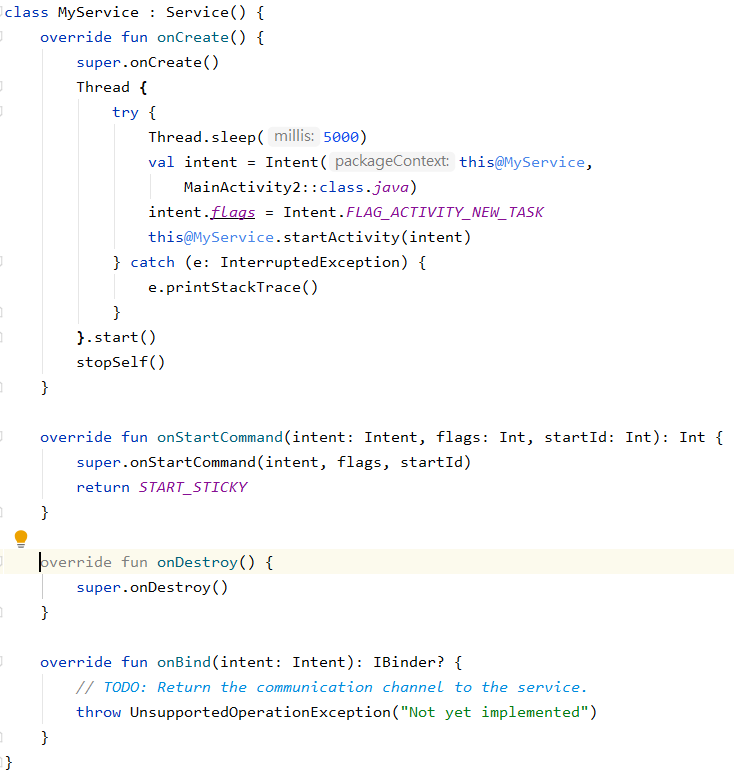 class MyService : Service() {
    override fun onCreate() {
        super.onCreate()
        Thread {
            try {
                Thread.sleep( millis: 5000)
                val intent = Intent( packageContext: this@MyService,
                    MainActivity2::class.java)
                intent.flags = Intent.FLAG_ACTIVITY_NEW_TASK
                this@MyService.startActivity(intent)
            } catch (e: InterruptedException) {
                e.printStackTrace()
            }
        }.start()
        stopSelf()
    }
    override fun onStartCommand(intent: Intent, flags: Int, startId: Int): Int {
        super.onStartCommand(intent, flags, startId)
        return START_STICKY
    }
    override fun onDestroy() {
        super.onDestroy()
    }
    override fun onBind(intent: Intent): IBinder? {
        // TODO: Return the communication channel to the service.
        throw UnsupportedOperationException("Not yet implemented")
    }
}